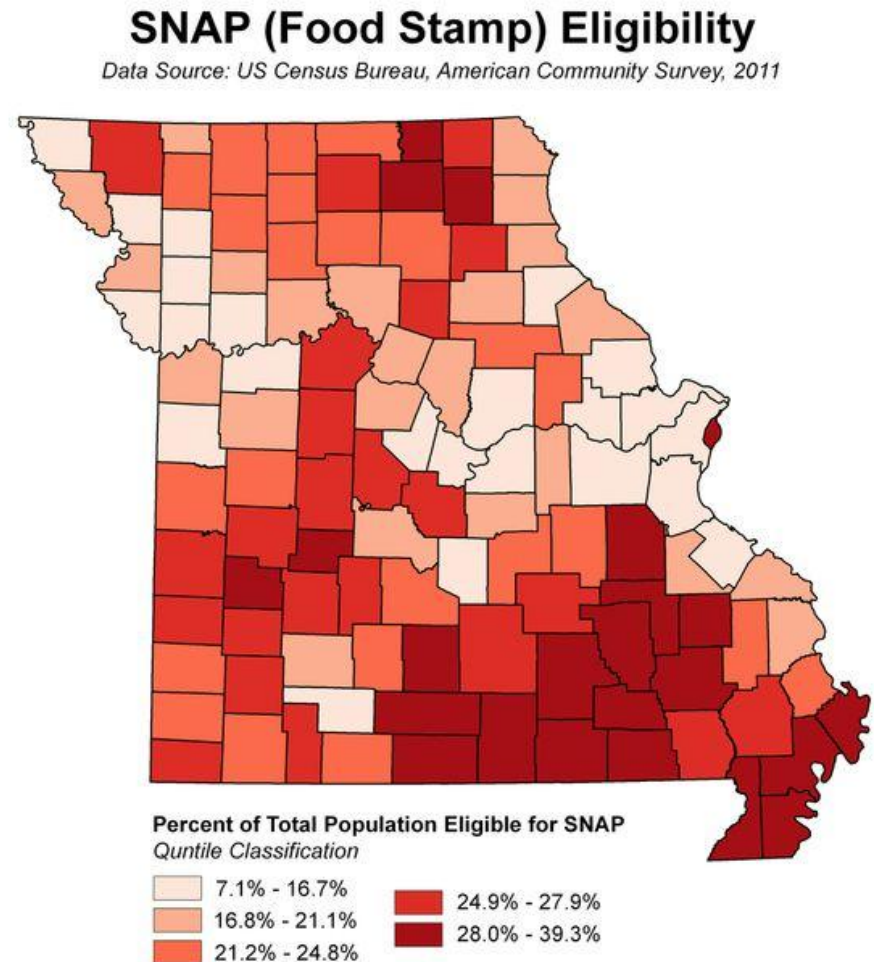 SNAP (Food Stamp) Eligibility
Data Source: US Census Bureau, American Community Survey, 2011
Percent of Total Population Eligible for SNAP
Quntile Classification
7.1% - 16.7%
16.8% - 21.1%
21.2% - 24.8%
24.9% - 27.9%
28.0% - 39.3%